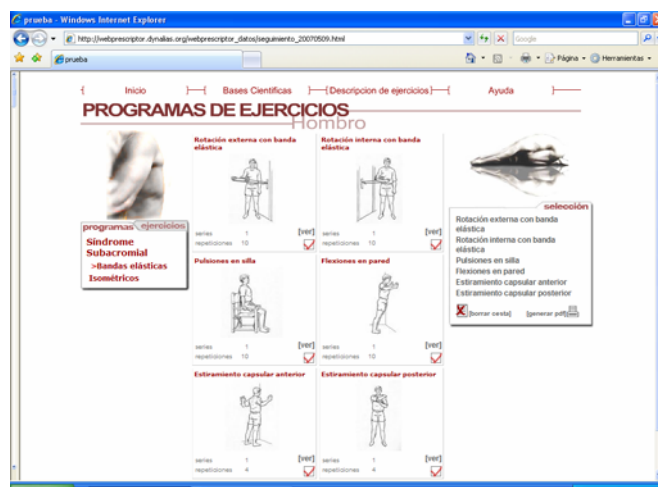 prueba - Windows Internet Explorer
http://webprescriptor.dynalias.org/webprescriptor_datos/seguimiento_20070509.html
Google
prueba
Página
Herramientas
Inicio
Bases Cientificas
Descripcion de ejercicios
Ayuda
PROGRAMAS DE EJERCICIOS
Hombro
programas
ejercicios
Síndrome
Subacromial
>Bandas elásticas
Isométricos
Rotación externa con banda
elástica
series 1 [ver]
repeticiones 10
Rotación interna con banda
elástica
series 1 [ver]
repeticiones 10
Pulsiones en silla
series 1 [ver]
repeticiones 10
Flexiones en pared
series 1 [ver]
repeticiones 10
Estiramiento capsular anterior
series 1 [ver]
repeticiones 4
Estiramiento capsular posterior
series 1 [ver]
repeticiones 4
selección
Rotación externa con banda
elástica
Rotación interna con banda
elástica
Pulsiones en silla
Flexiones en pared
Estiramiento capsular anterior
Estiramiento capsular posterior
[borrar cesta]
[generar pdf]